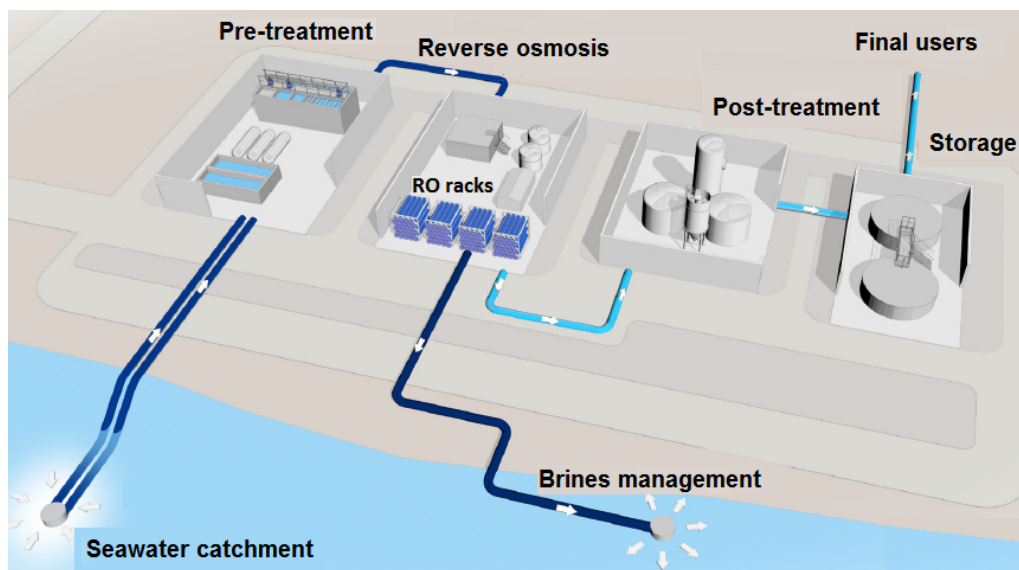 Pre-treatment
Reverse osmosis
Final users
Post-treatment
Storage
RO racks
Brines management
Seawater catchment